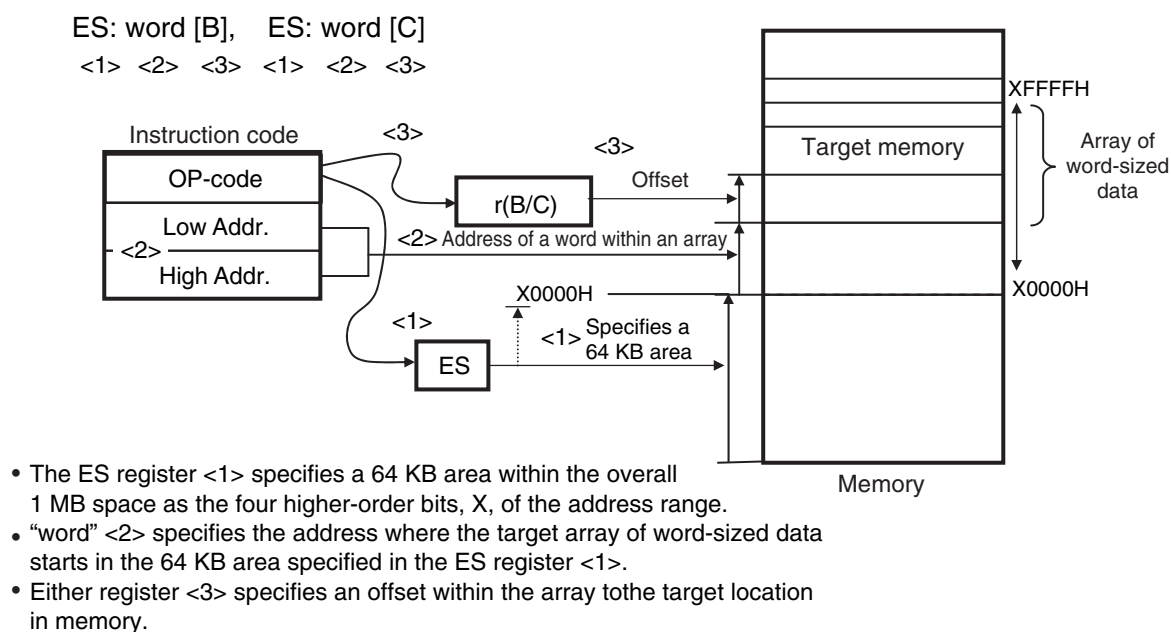 ES: word [B], ES: word [C]
<1> <2> <3> <1> <2> <3>
Instruction code
OP-code
Low Addr.
<2>
High Addr.
<3>
r(B/C)
<3>
Offset
<2> Address of a word within an array
X0000H
<1>
ES
<1> Specifies a
64 KB area
Target memory
XFFFFH
Array of
word-sized
data
X0000H
Memory
• The ES register <1> specifies a 64 KB area within the overall
1 MB space as the four higher-order bits, X, of the address range.
• “word” <2> specifies the address where the target array of word-sized data
starts in the 64 KB area specified in the ES register <1>.
• Either register <3> specifies an offset within the array tothe target location
in memory.